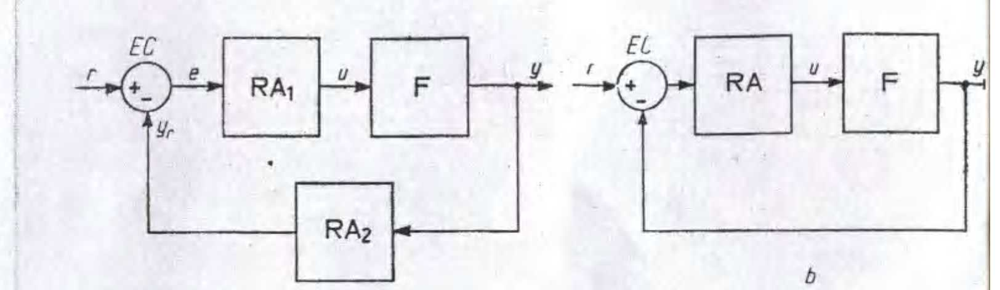 EC
r + - e RA₁ u F y
yᵣ
RA₂
EC
r + - RA u F y
b